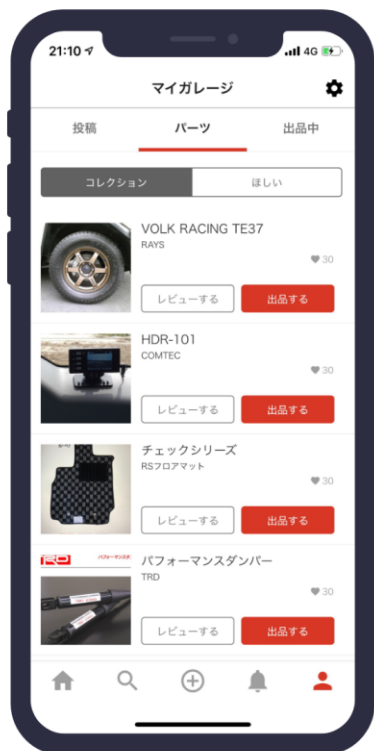 21:10
4G
マイガレージ
投稿
パーツ
出品中
コレクション
ほしい
VOLK RACING TE37
RAYS
30
レビューする
出品する
HDR-101
COMTEC
30
レビューする
出品する
チェックシリーズ
RSフロアマット
30
レビューする
出品する
TRD
パフォーマンスダンパー
TRD
30
レビューする
出品する